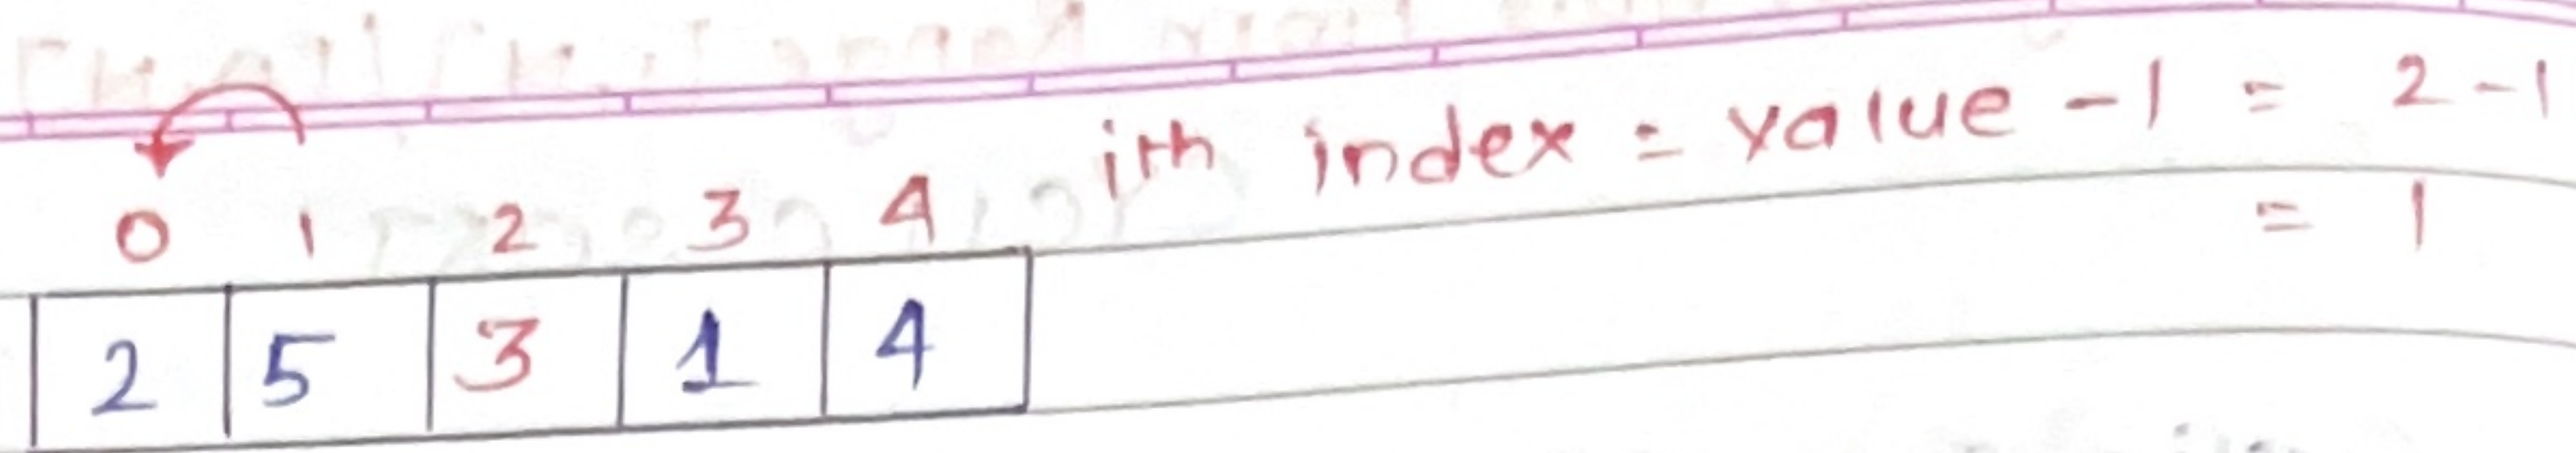 ith index = value - 1 = 2 - 1
= 1
0 1 2 3 4
2 5 3 1 4